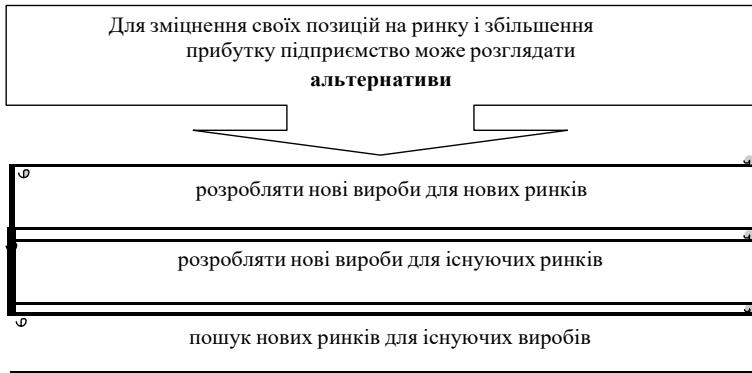 Для зміцнення своїх позицій на ринку і збільшення
прибутку підприємство може розглядати
альтернативи
розробляти нові вироби для нових ринків
розробляти нові вироби для існуючих ринків
пошук нових ринків для існуючих виробів